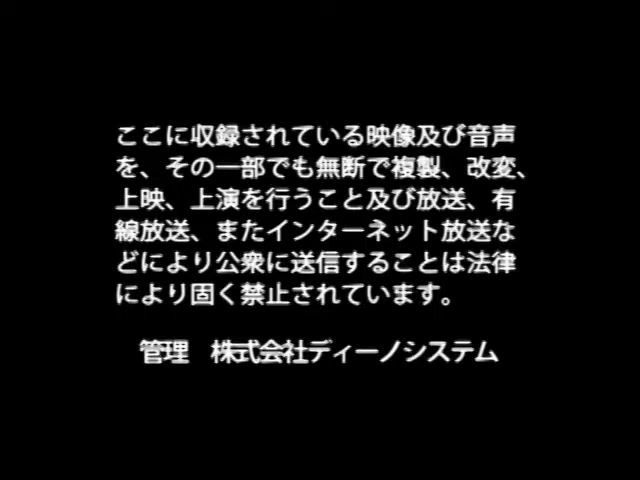 ここに収録されている映像及び音声
を、その一部でも無断で複製、改変、
上映、上演を行うこと及び放送、有
線放送、またインターネット放送な
どにより公衆に送信することは法律
により固く禁止されています。
管理　株式会社ディーノシステム